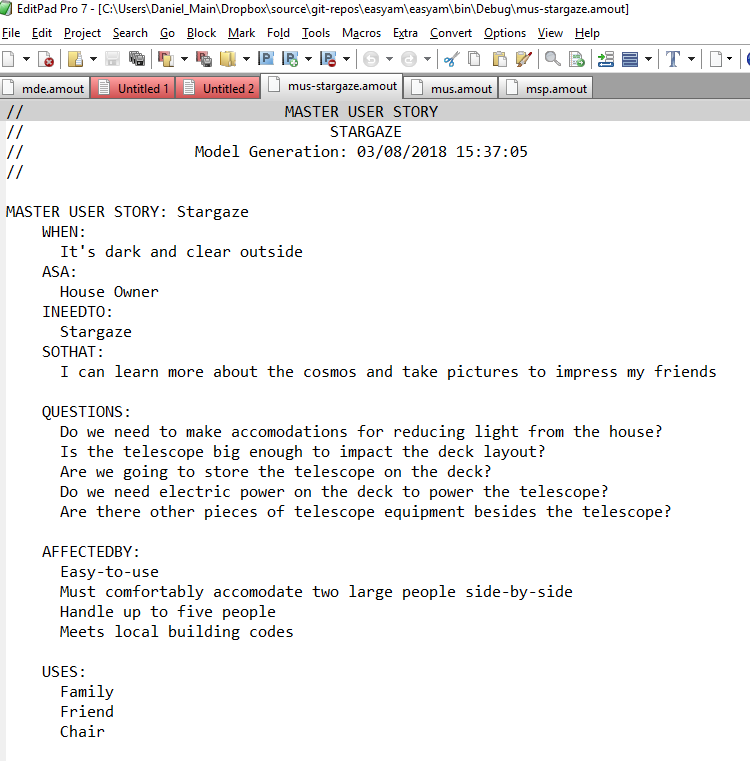 EditPad Pro 7 - [C:\Users\Daniel_Main\Dropbox\source\git-repos\easyam\easyam\bin\Debug\mus-stargaze.amout]
File Edit Project Search Go Block Mark Fold Tools Macros Extra Convert Options View Help
mde.amout Untitled 1 Untitled 2 mus-stargaze.amout mus.amout msp.amout
// MASTER USER STORY
// STARGAZE
// Model Generation: 03/08/2018 15:37:05
//
MASTER USER STORY: Stargaze
WHEN:
It's dark and clear outside
ASA:
House Owner
INEEDTO:
Stargaze
SOTHAT:
I can learn more about the cosmos and take pictures to impress my friends
QUESTIONS:
Do we need to make accomodations for reducing light from the house?
Is the telescope big enough to impact the deck layout?
Are we going to store the telescope on the deck?
Do we need electric power on the deck to power the telescope?
Are there other pieces of telescope equipment besides the telescope?
AFFECTEDBY:
Easy-to-use
Must comfortably accomodate two large people side-by-side
Handle up to five people
Meets local building codes
USES:
Family
Friend
Chair